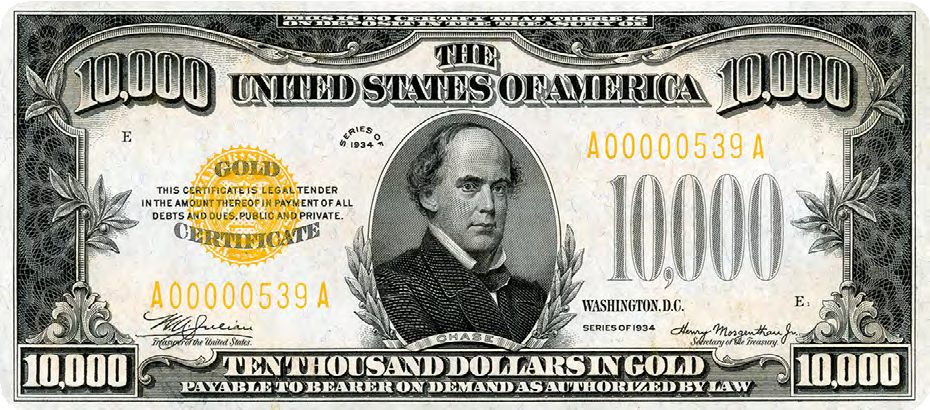 THIS IS TO CERTIFY THAT THERE IS
ON DEPOSIT IN THE TREASURY OF
10,000
THE
UNITED STATES OF AMERICA
10,000
E
SERIES OF
1934
A00000539A
GOLD
THIS CERTIFICATE IS LEGAL TENDER
IN THE AMOUNT THEREOF IN PAYMENT OF ALL
DEBTS AND DUES, PUBLIC AND PRIVATE.
CERTIFICATE
10,000
A00000539A
WASHINGTON, D.C.
E1
SERIES OF 1934
W A Julian
Treasurer of the United States.
Henry Morgenthau Jr.
Secretary of the Treasury.
CHASE
10,000
TEN THOUSAND DOLLARS IN GOLD
10,000
PAYABLE TO BEARER ON DEMAND AS AUTHORIZED BY LAW